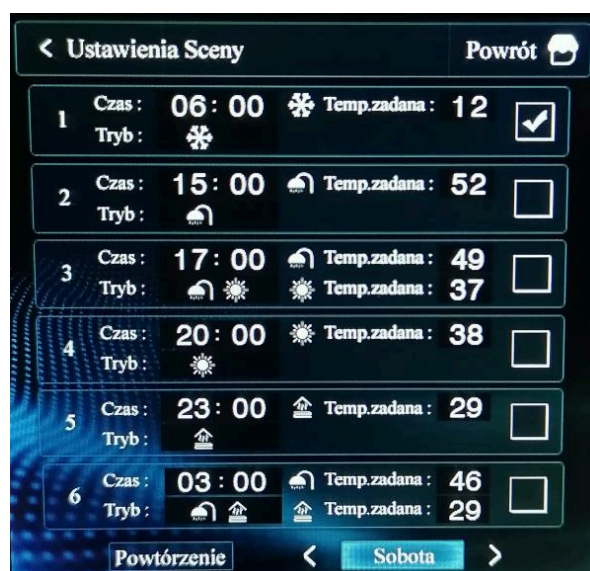 < Ustawienia Sceny Powrót
1 Czas : 06 : 00 Temp.zadana : 12
Tryb :
2 Czas : 15 : 00 Temp.zadana : 52
Tryb :
3 Czas : 17 : 00 Temp.zadana : 49
Tryb : Temp.zadana : 37
4 Czas : 20 : 00 Temp.zadana : 38
Tryb :
5 Czas : 23 : 00 Temp.zadana : 29
Tryb :
6 Czas : 03 : 00 Temp.zadana : 46
Tryb : Temp.zadana : 29
Powtórzenie < Sobota >